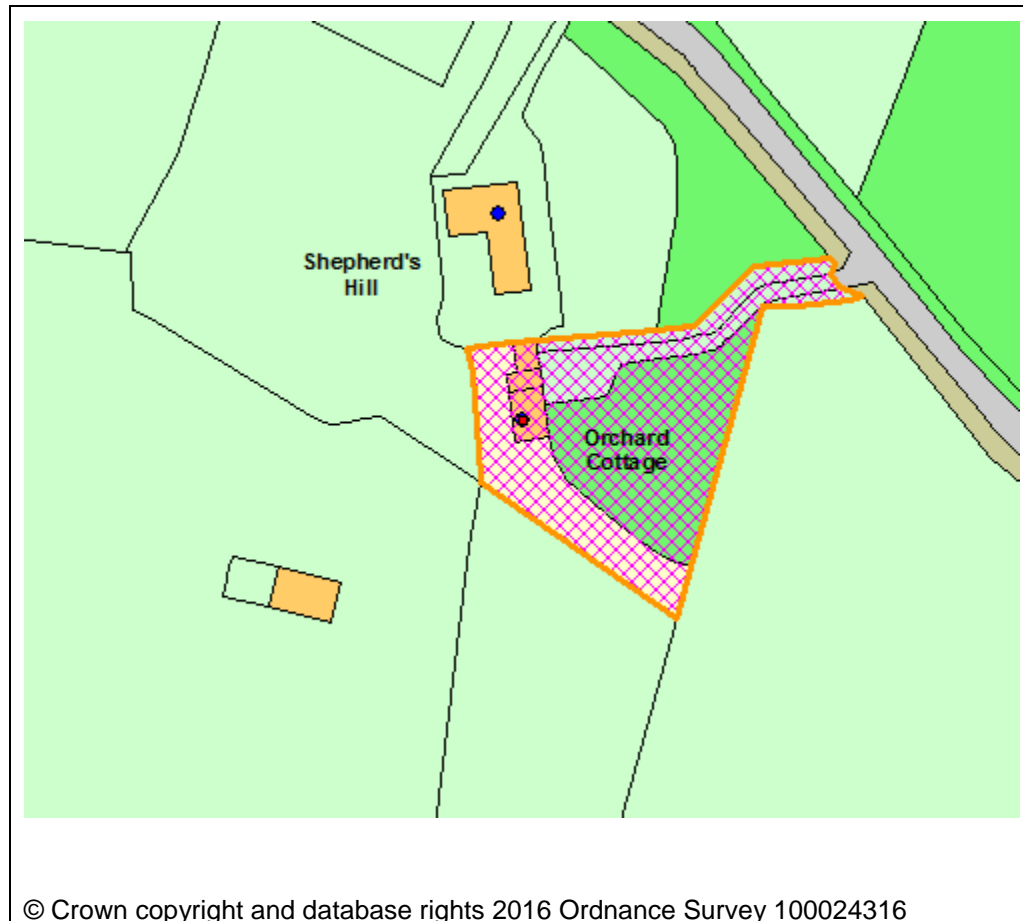 Shepherd's
Hill
Orchard
Cottage
© Crown copyright and database rights 2016 Ordnance Survey 100024316